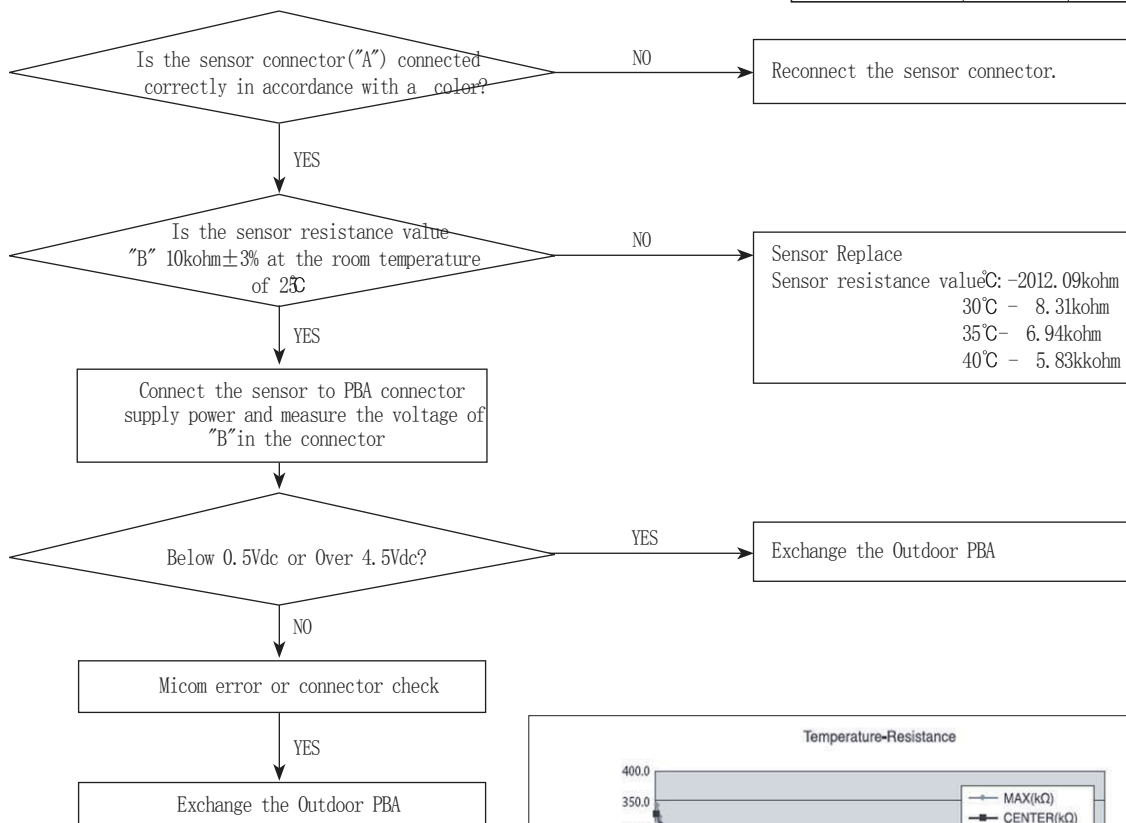 Is the sensor connector("A") connected
correctly in accordance with a color?
NO
Reconnect the sensor connector.
YES
Is the sensor resistance value
"B" 10kohm±3% at the room temperature
of 25℃
NO
Sensor Replace
Sensor resistance value℃: -2012.09kohm
30℃ - 8.31kohm
35℃- 6.94kohm
40℃ - 5.83kkohm
YES
Connect the sensor to PBA connector
supply power and measure the voltage of
"B"in the connector
Below 0.5Vdc or Over 4.5Vdc?
YES
Exchange the Outdoor PBA
NO
Micom error or connector check
YES
Exchange the Outdoor PBA
Temperature-Resistance
400.0
350.0
MAX(kΩ)
CENTER(kΩ)